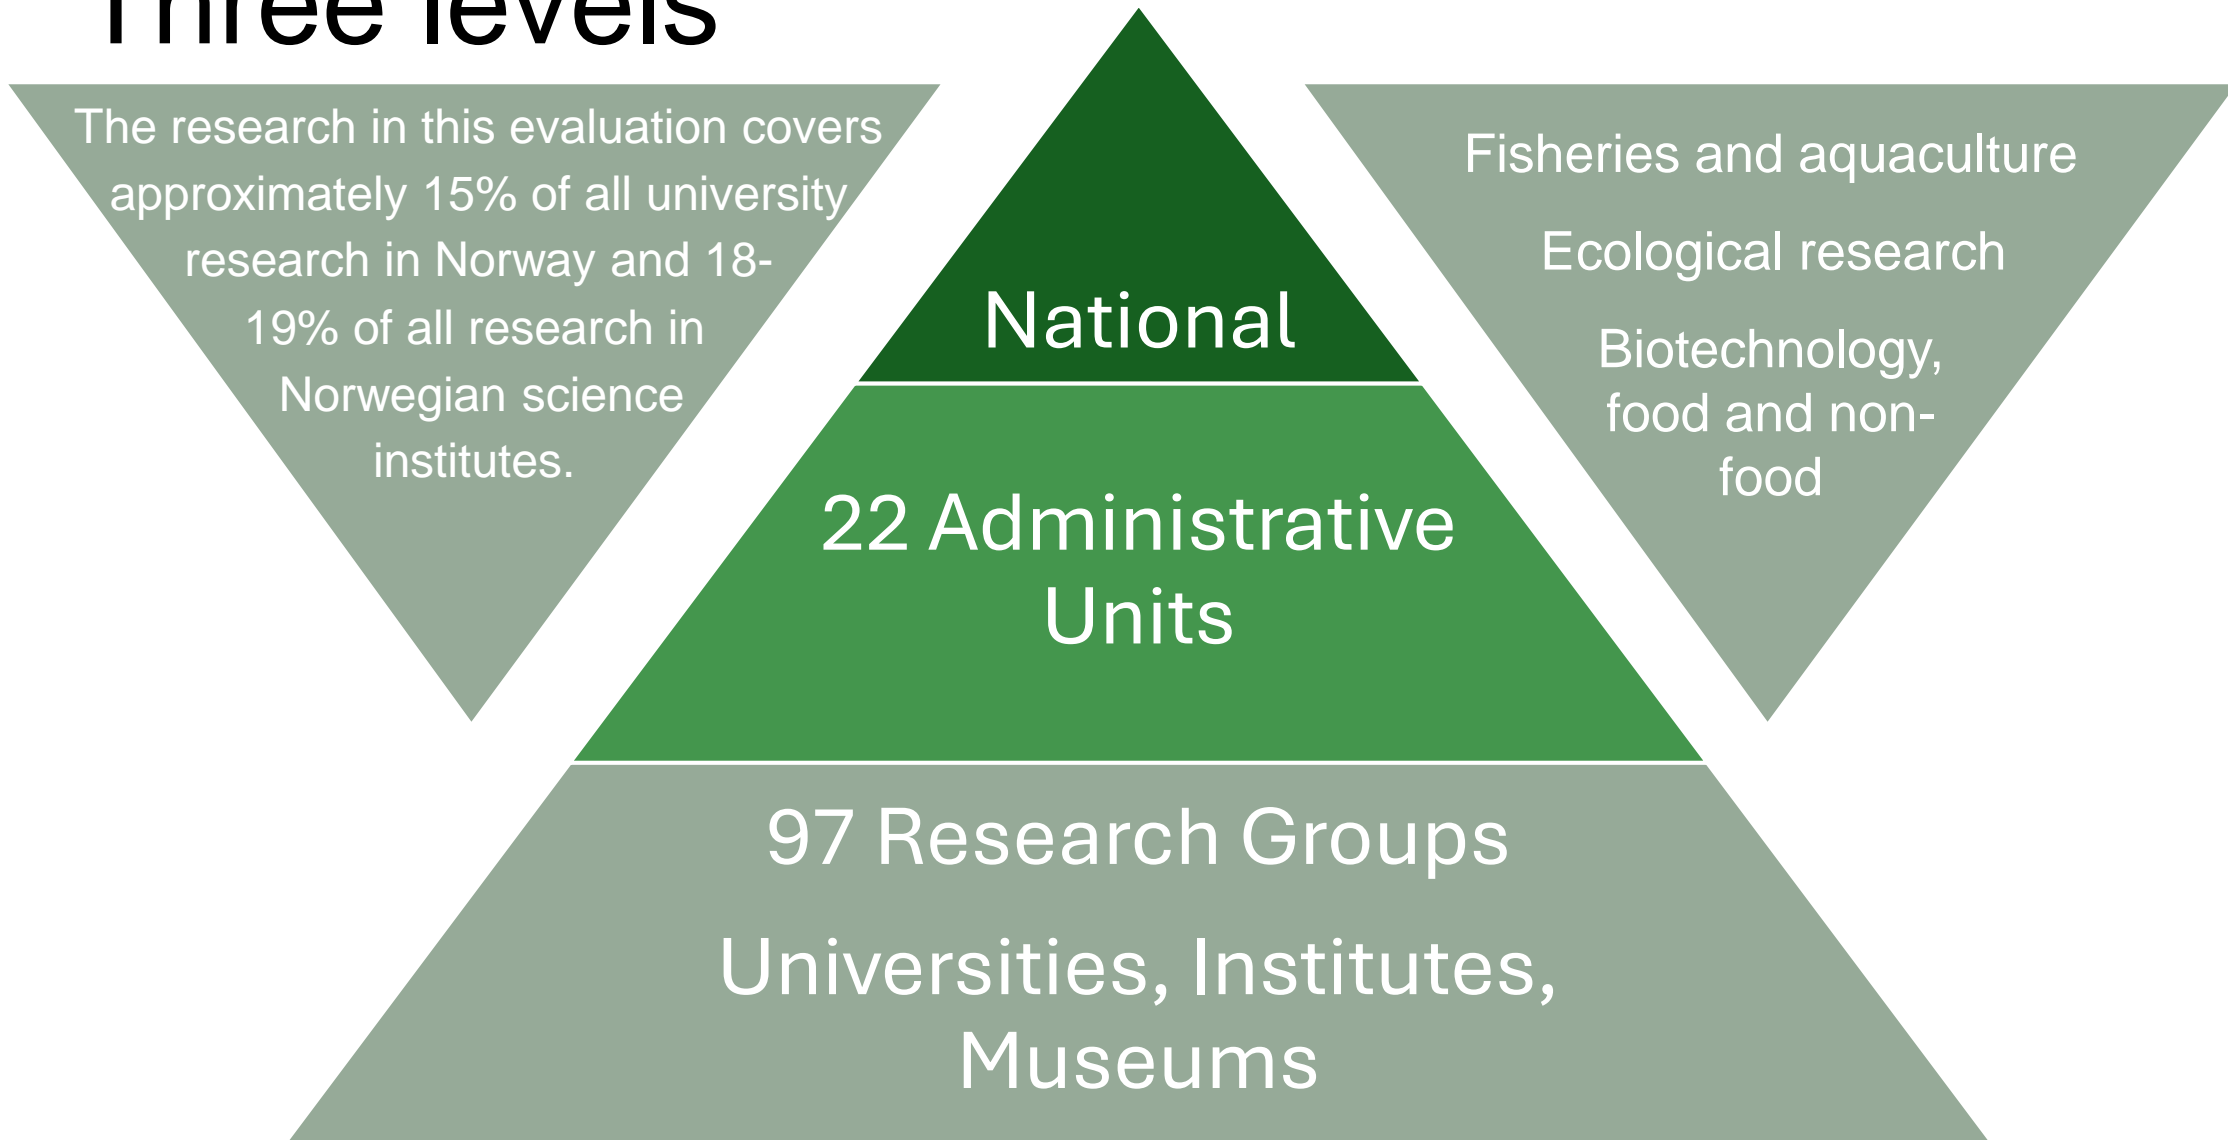 Three levels
The research in this evaluation covers
approximately 15% of all university
research in Norway and 18-
19% of all research in
Norwegian science
institutes.
National
22 Administrative
Units
97 Research Groups
Universities, Institutes,
Museums
Fisheries and aquaculture
Ecological research
Biotechnology,
food and non-
food